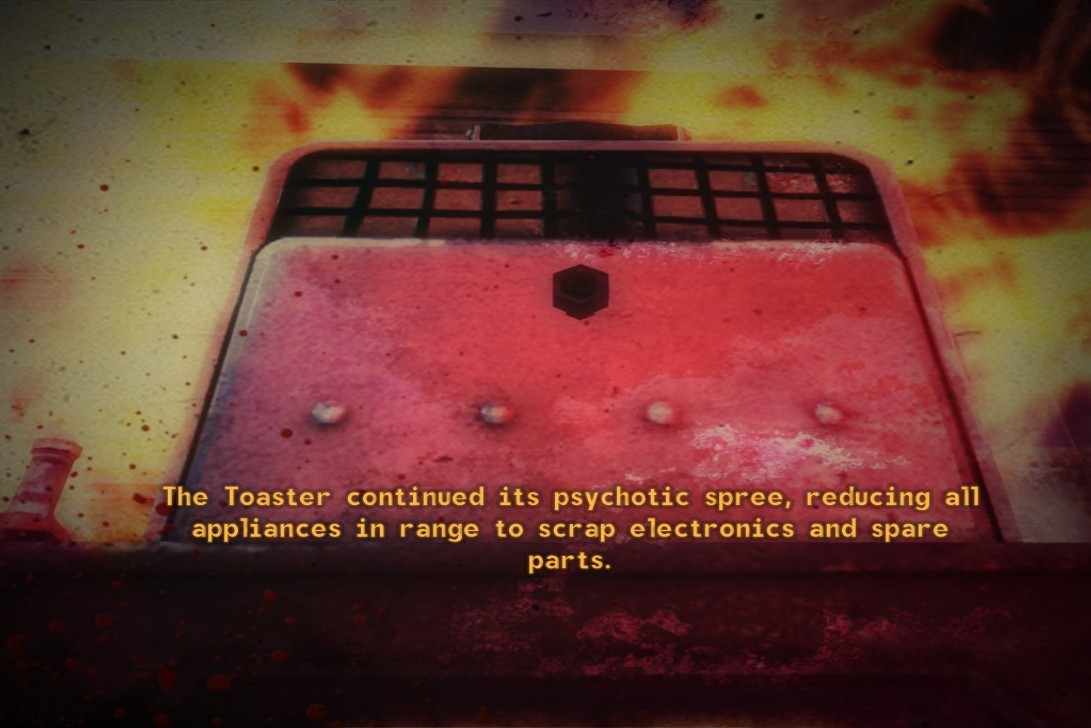 The Toaster continued its psychotic spree, reducing all
appliances in range to scrap electronics and spare
parts.